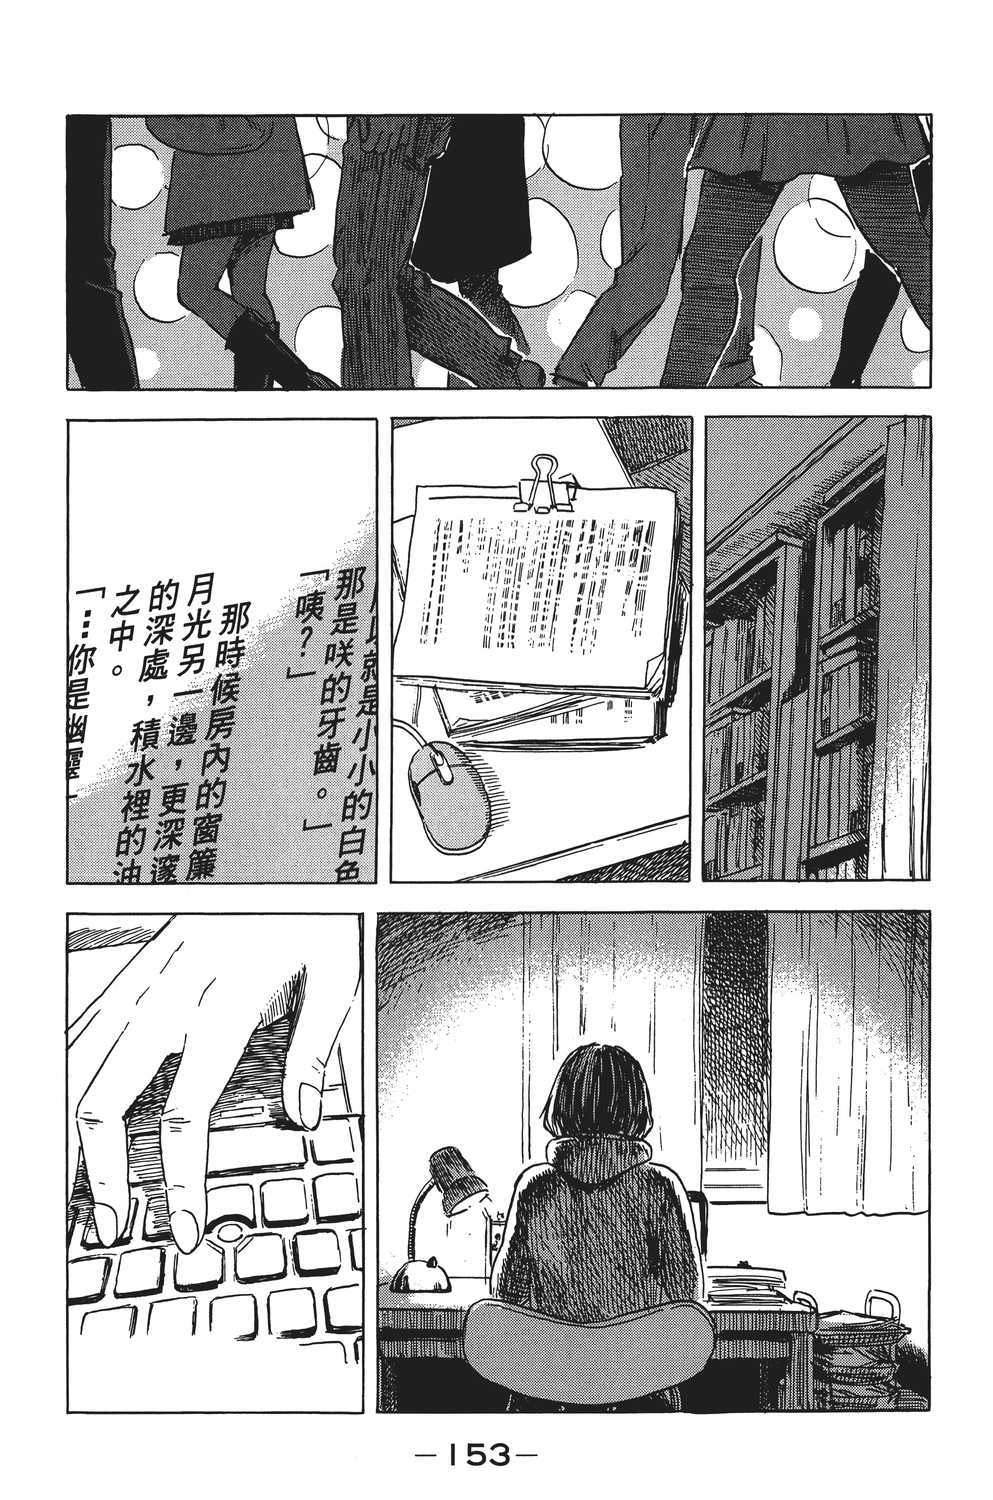 就是小小的白色
那是咲的牙齒。」
「咦？」
那時候房內的窗簾
月光另一邊，更深邃
的深處，積水裡的油
之中。
「…你是幽靈
—153—